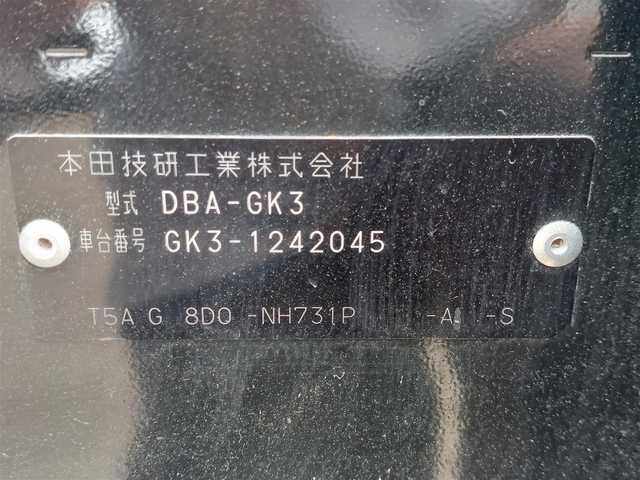 本田技研工業株式会社
型式 DBA-GK3
車台番号 GK3-1242045
T5A G 8D0 -NH731P -A -S